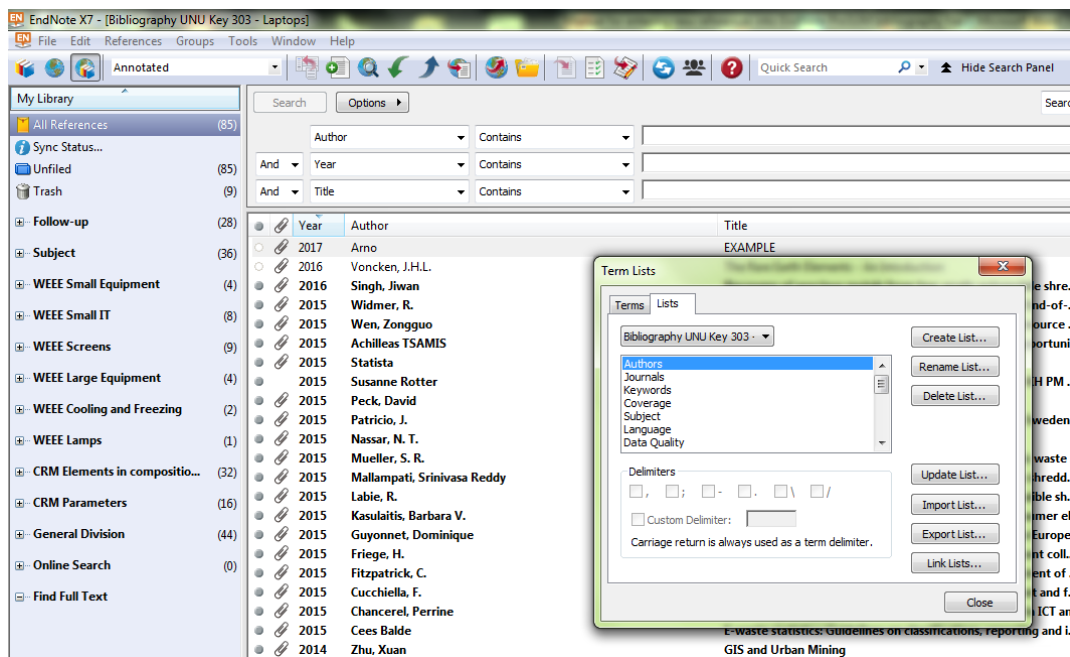 EndNote X7 - [Bibliography UNU Key 303 - Laptops]
File Edit References Groups Tools Window Help
Annotated Quick Search Hide Search Panel
My Library
All References (85)
Sync Status...
Unfiled (85)
Trash (9)
Follow-up (28)
Subject (36)
WEEE Small Equipment (4)
WEEE Small IT (8)
WEEE Screens (9)
WEEE Large Equipment (4)
WEEE Cooling and Freezing (2)
WEEE Lamps (1)
CRM Elements in compositio... (32)
CRM Parameters (16)
General Division (44)
Online Search (0)
Find Full Text
Search Options
Author Contains
And Year Contains
And Title Contains
Year Author Title
2017 Arno EXAMPLE
2016 Voncken, J.H.L.
2016 Singh, Jiwan
2015 Widmer, R.
2015 Wen, Zongguo
2015 Achilleas TSAMIS
2015 Statista
2015 Susanne Rotter
2015 Peck, David
2015 Patricio, J.
2015 Nassar, N. T.
2015 Mueller, S. R.
2015 Mallampati, Srinivasa Reddy
2015 Labie, R.
2015 Kasulaitis, Barbara V.
2015 Guyonnet, Dominique
2015 Friege, H.
2015 Fitzpatrick, C.
2015 Cucchiella, F.
2015 Chancerel, Perrine
2015 Cees Balde E-waste statistics: Guidelines on classifications, reporting and i...
2014 Zhu, Xuan GIS and Urban Mining
Term Lists
Terms Lists
Bibliography UNU Key 303 -
Authors
Journals
Keywords
Coverage
Subject
Language
Data Quality
Create List...
Rename List...
Delete List...
Delimiters
, ; - . \ /
Custom Delimiter:
Carriage return is always used as a term delimiter.
Update List...
Import List...
Export List...
Link Lists...
Close